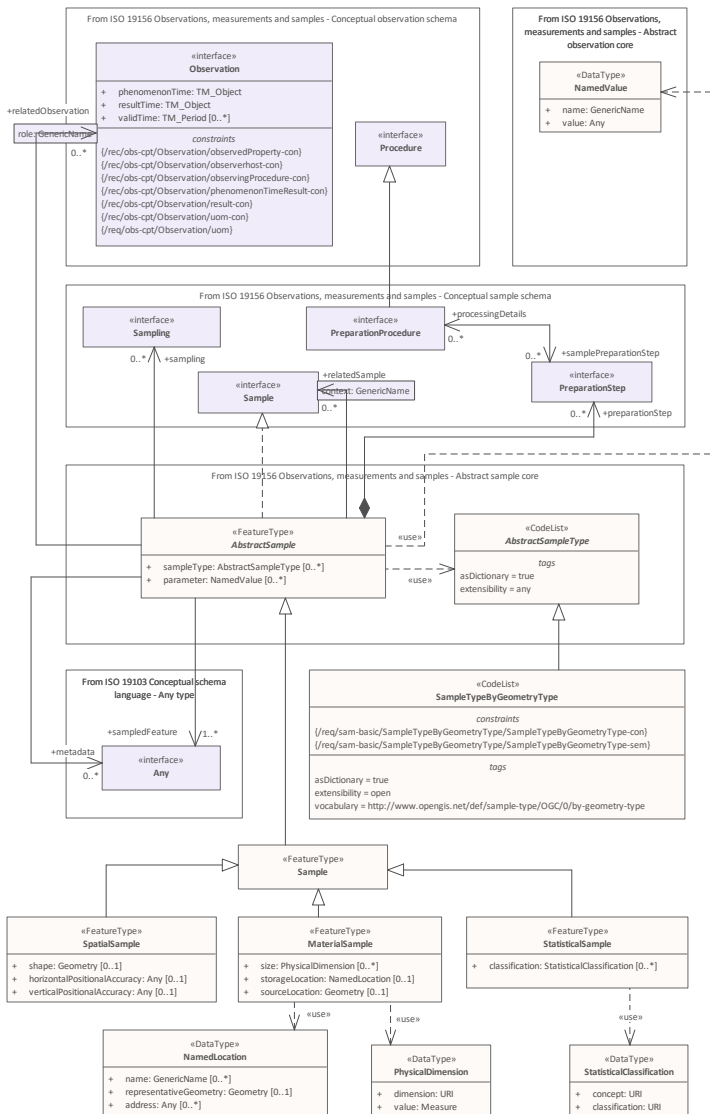 From ISO 19156 Observations, measurements and samples - Conceptual observation schema
«interface»
Observation
+ phenomenonTime: TM_Object
+ resultTime: TM_Object
+ validTime: TM_Period [0..*]
constraints
{/rec/obs-cpt/Observation/observedProperty-con}
{/rec/obs-cpt/Observation/observerhost-con}
{/rec/obs-cpt/Observation/observingProcedure-con}
{/rec/obs-cpt/Observation/phenomenonTimeResult-con}
{/rec/obs-cpt/Observation/result-con}
{/rec/obs-cpt/Observation/uom-con}
{/req/obs-cpt/Observation/uom}
+relatedObservation
role: GenericName
0..*
«interface»
Procedure
From ISO 19156 Observations,
measurements and samples - Abstract
observation core
«DataType»
NamedValue
+ name: GenericName
+ value: Any
From ISO 19156 Observations, measurements and samples - Conceptual sample schema
«interface»
Sampling
0..* +sampling
«interface»
PreparationProcedure
+processingDetails
0..*
0..* +samplePreparationStep
«interface»
PreparationStep
0..* +preparationStep
«interface»
Sample
+relatedSample
context: GenericName
0..*
From ISO 19156 Observations, measurements and samples - Abstract sample core
«FeatureType»
AbstractSample
+ sampleType: AbstractSampleType [0..*]
+ parameter: NamedValue [0..*]
«use»
«use»
«CodeList»
AbstractSampleType
tags
asDictionary = true
extensibility = any
From ISO 19103 Conceptual schema
language - Any type
+sampledFeature
1..*
+metadata
0..*
«interface»
Any
«CodeList»
SampleTypeByGeometryType
constraints
{/req/sam-basic/SampleTypeByGeometryType/SampleTypeByGeometryType-con}
{/req/sam-basic/SampleTypeByGeometryType/SampleTypeByGeometryType-sem}
tags
asDictionary = true
extensibility = open
vocabulary = http://www.opengis.net/def/sample-type/OGC/0/by-geometry-type
«FeatureType»
Sample
«FeatureType»
SpatialSample
+ shape: Geometry [0..1]
+ horizontalPositionalAccuracy: Any [0..1]
+ verticalPositionalAccuracy: Any [0..1]
«FeatureType»
MaterialSample
+ size: PhysicalDimension [0..*]
+ storageLocation: NamedLocation [0..1]
+ sourceLocation: Geometry [0..1]
«FeatureType»
StatisticalSample
+ classification: StatisticalClassification [0..*]
«use»
«use»
«use»
«DataType»
NamedLocation
+ name: GenericName [0..*]
+ representativeGeometry: Geometry [0..1]
+ address: Any [0..*]
«DataType»
PhysicalDimension
+ dimension: URI
+ value: Measure
«DataType»
StatisticalClassification
+ concept: URI
+ classification: URI